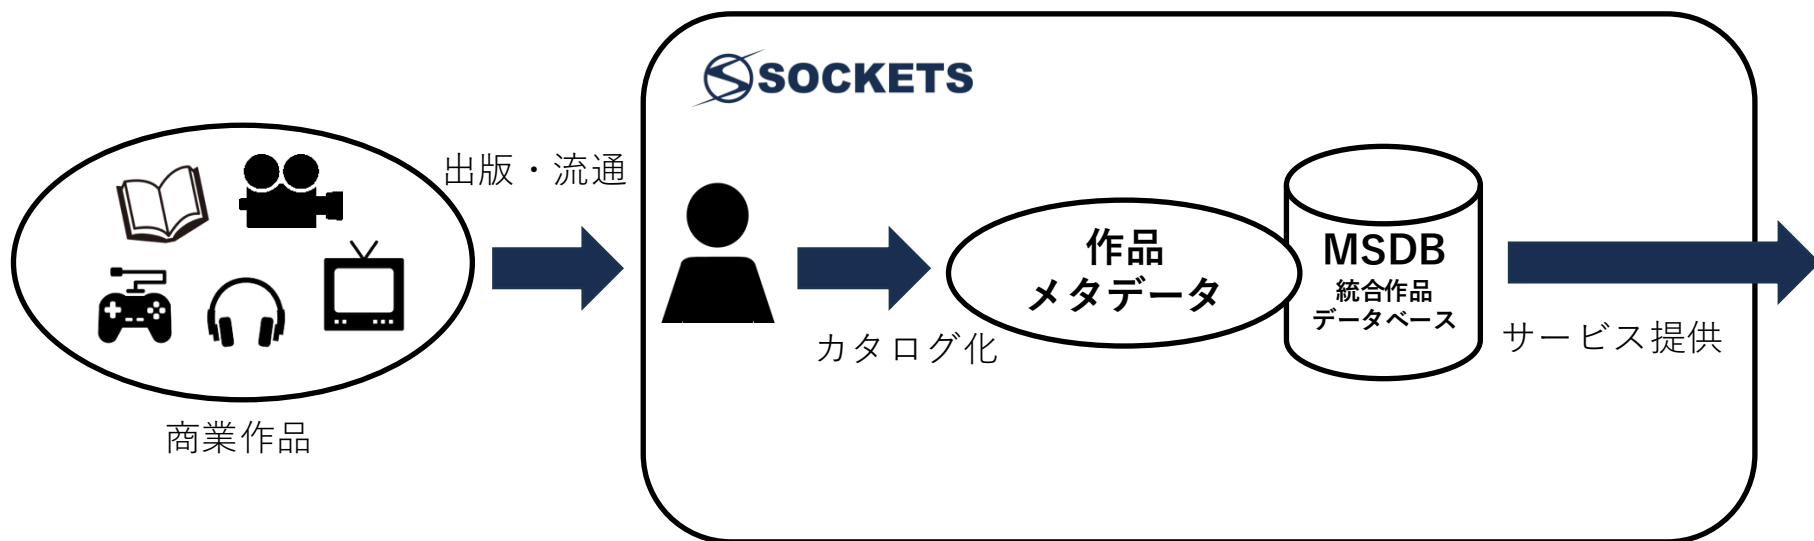 SOCKETS
出版・流通
作品
メタデータ
MSDB
統合作品
データベース
カタログ化
サービス提供
商業作品